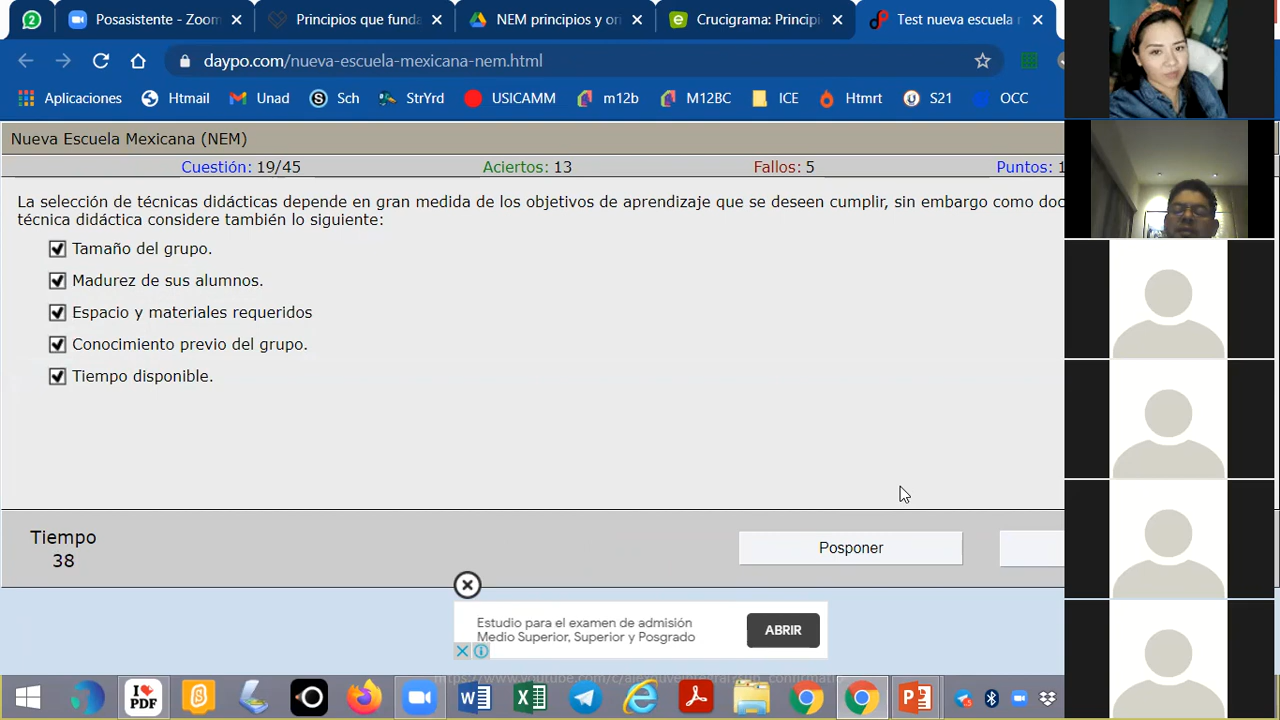 2
Posasistente - Zoom
Principios que funda
NEM principios y or
Crucigrama: Principi
Test nueva escuela
daypo.com/nueva-escuela-mexicana-nem.html
Aplicaciones
Htmail
Unad
Sch
StrYrd
USICAMM
m12b
M12BC
ICE
Htmrt
S21
OCC
Nueva Escuela Mexicana (NEM)
Cuestión: 19/45
Aciertos: 13
Fallos: 5
Puntos: 1
La selección de técnicas didácticas depende en gran medida de los objetivos de aprendizaje que se deseen cumplir, sin embargo como doc
técnica didáctica considere también lo siguiente:
Tamaño del grupo.
Madurez de sus alumnos.
Espacio y materiales requeridos
Conocimiento previo del grupo.
Tiempo disponible.
Tiempo
38
Posponer
Estudio para el examen de admisión
Medio Superior, Superior y Posgrado
ABRIR
I
PDF